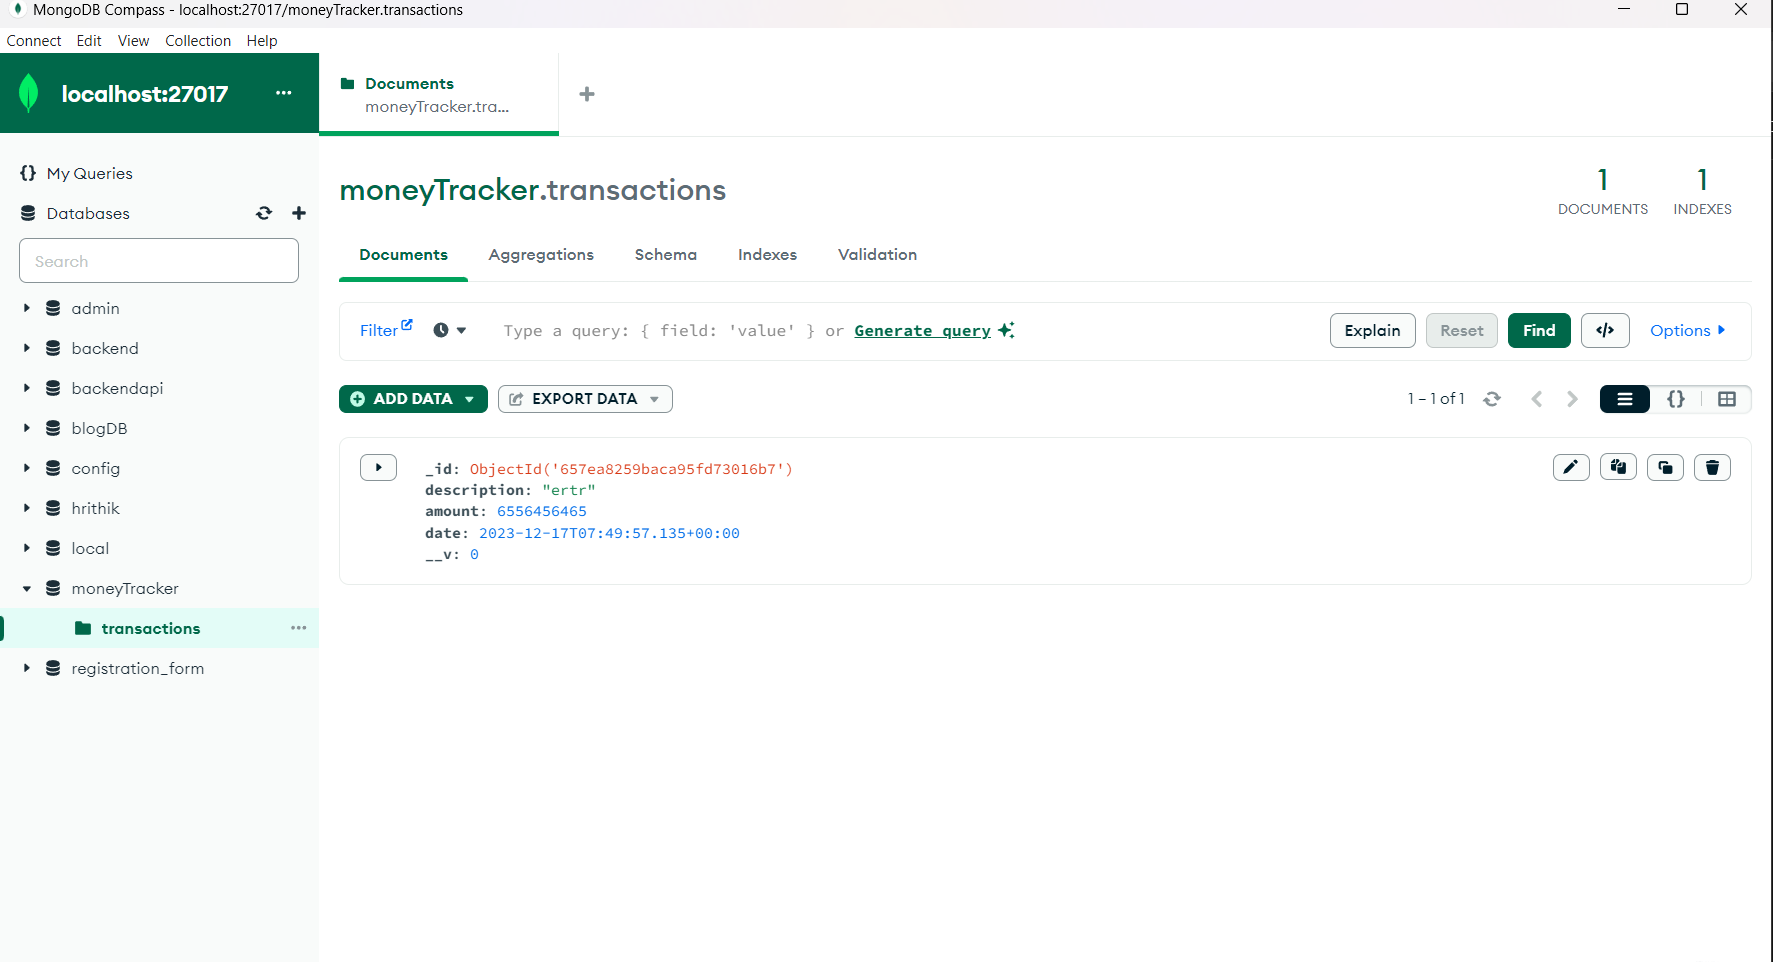 MongoDB Compass - localhost:27017/moneyTracker.transactions
Connect Edit View Collection Help
localhost:27017 ...
Documents
moneyTracker.tra...
+
{} My Queries
Databases
Search
admin
backend
backendapi
blogDB
config
hrithik
local
moneyTracker
transactions ...
registration_form
moneyTracker.transactions
1
DOCUMENTS
1
INDEXES
Documents Aggregations Schema Indexes Validation
Filter Type a query: { field: 'value' } or Generate query Explain Reset Find </> Options
ADD DATA EXPORT DATA 1 – 1 of 1 {}
_id: ObjectId('657ea8259baca95fd73016b7')
description: "ertr"
amount: 6556456465
date: 2023-12-17T07:49:57.135+00:00
__v: 0